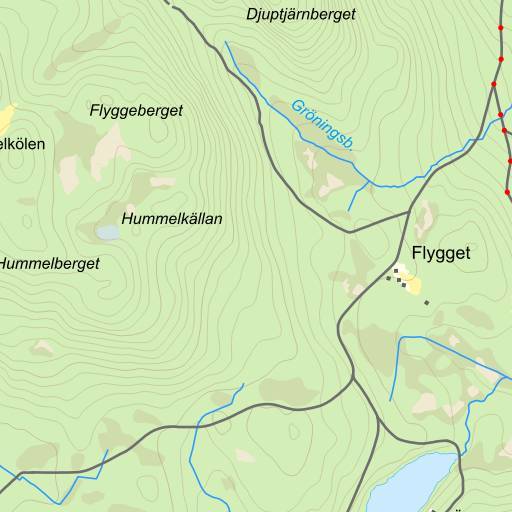 Djuptjärnberget
Flyggeberget
Gröningsb.
elkölen
Hummelkällan
Flygget
Hummelberget